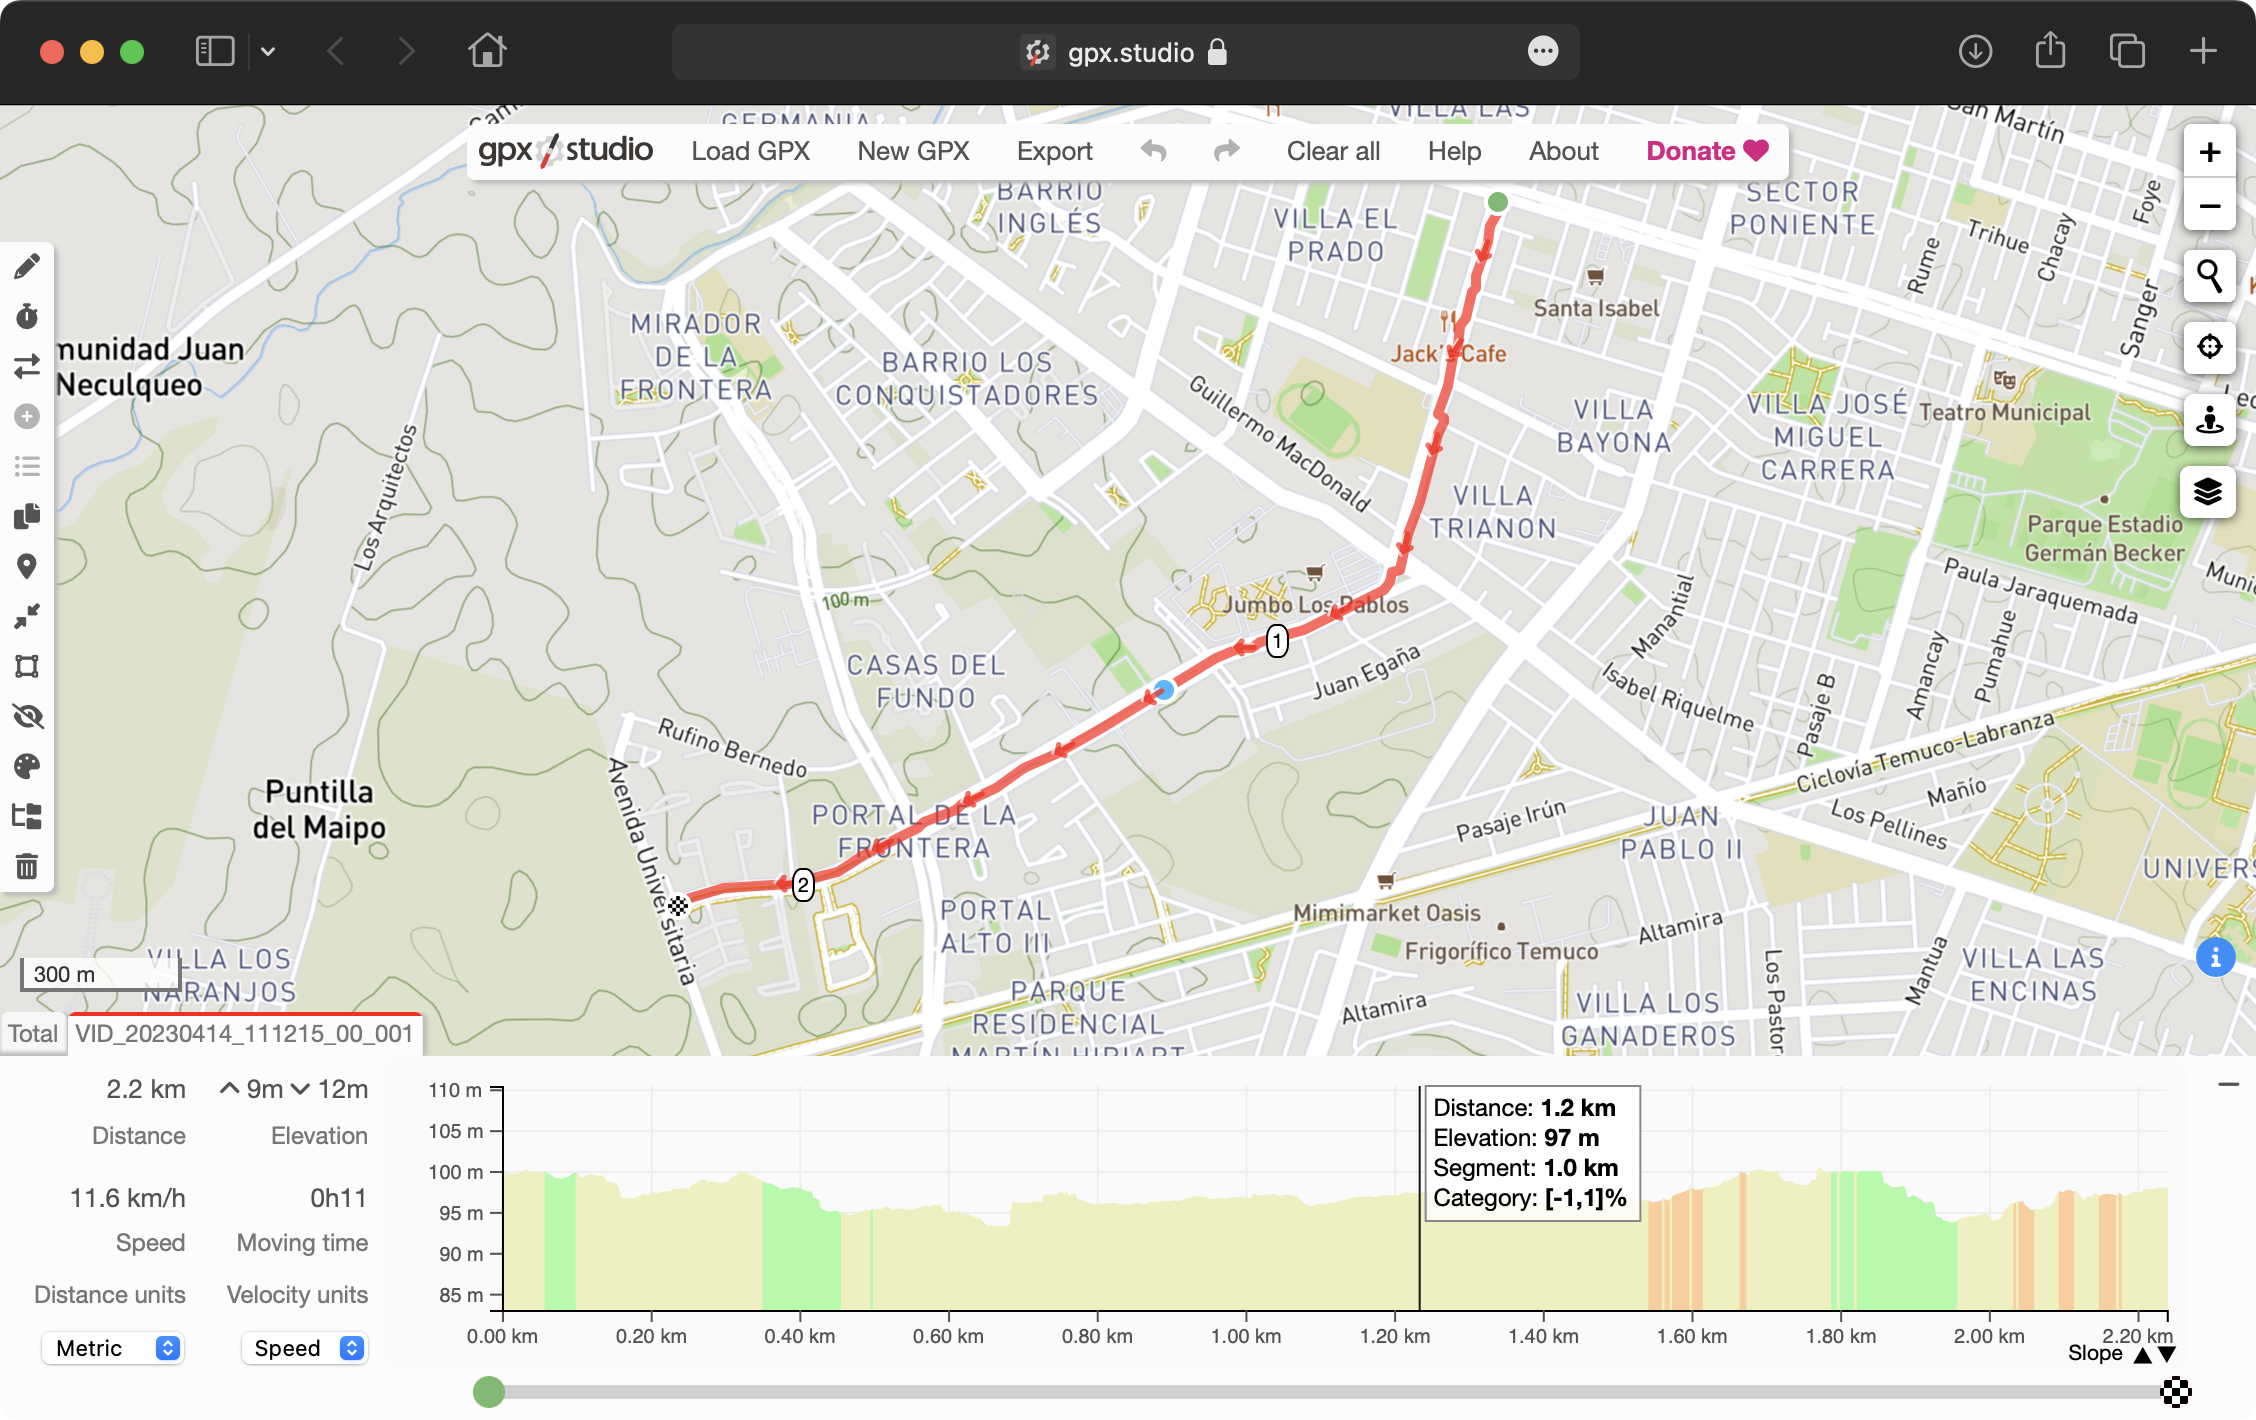 gpx.studio
GERMANIA
VILLA LAS
San Martín
gpx studio
Load GPX
New GPX
Export
Clear all
Help
About
Donate
BARRIO
INGLÉS
VILLA EL
PRADO
SECTOR
PONIENTE
Trihue
Chacay
Foye
Rume
Sanger
Santa Isabel
Jack's Cafe
munidad Juan
Neculqueo
MIRADOR
DE LA
FRONTERA
BARRIO LOS
CONQUISTADORES
Guillermo MacDonald
VILLA
BAYONA
VILLA JOSÉ
MIGUEL
CARRERA
Teatro Municipal
Los Arquitectos
VILLA
TRIANON
Parque Estadio
Germán Becker
Paula Jaraquemada
100 m
Jumbo Los Pablos
1
Juan Egaña
Manantial
Isabel Riquelme
Pasaje B
Amancay
Pumahue
CASAS DEL
FUNDO
Rufino Bernedo
Avenida Universitaria
Ciclovía Temuco-Labranza
Mañío
Los Pellines
Puntilla
del Maipo
PORTAL DE LA
FRONTERA
2
Pasaje Irún
JUAN
PABLO II
UNIVERS
Mimimarket Oasis
Frigorífico Temuco
Altamira
PORTAL
ALTO III
VILLA LOS
NARANJOS
300 m
PARQUE
RESIDENCIAL
MARTÍN HIRIART
Altamira
VILLA LOS
GANADEROS
Los Pastor
Mantua
VILLA LAS
ENCINAS
Total
VID_20230414_111215_00_001
2.2 km
9m 12m
Distance
Elevation
11.6 km/h
0h11
Speed
Moving time
Distance units
Velocity units
Metric
Speed
110 m
105 m
100 m
95 m
90 m
85 m
Distance: 1.2 km
Elevation: 97 m
Segment: 1.0 km
Category: [-1,1]%
0.00 km
0.20 km
0.40 km
0.60 km
0.80 km
1.00 km
1.20 km
1.40 km
1.60 km
1.80 km
2.00 km
2.20 km
Slope